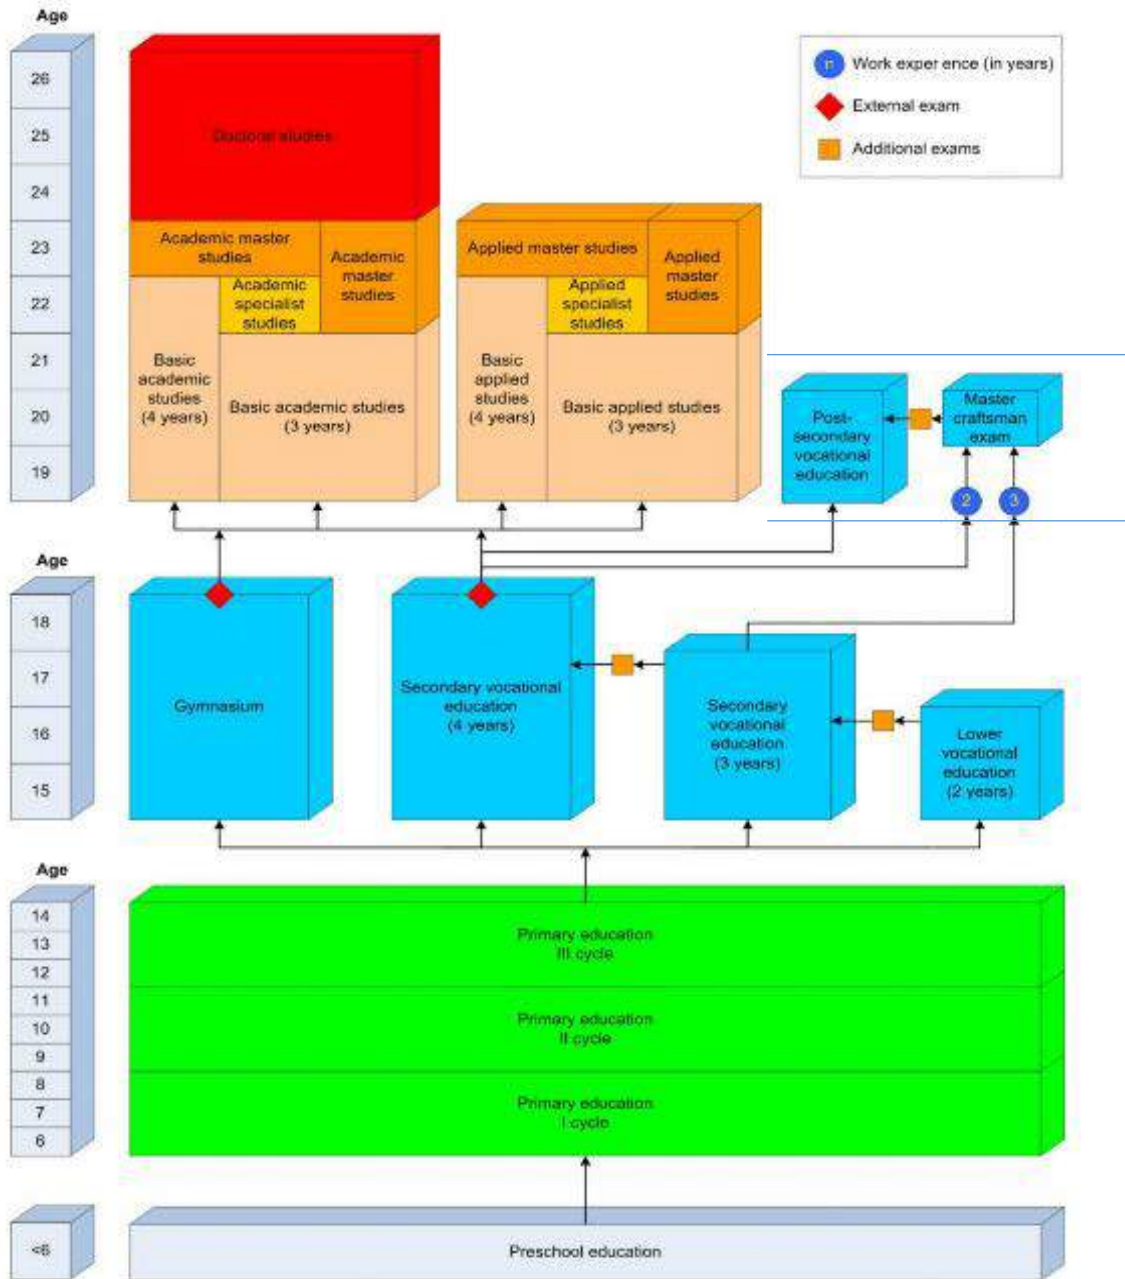 Age
26
25
24
23
22
21
20
19
Doctoral studies
Academic master
studies
Academic
master
studies
Academic
specialist
studies
Basic
academic
studies
(4 years)
Basic academic studies
(3 years)
Applied master studies
Applied
master
studies
Applied
specialist
studies
Basic
applied
studies
(4 years)
Basic applied studies
(3 years)
n
Work exper ence (in years)
External exam
Additional exams
Post-
secondary
vocational
education
Master
craftsman
exam
2
3
Age
18
17
16
15
Gymnasium
Secondary vocational
education
(4 years)
Secondary
vocational
education
(3 years)
Lower
vocational
education
(2 years)
Age
14
13
12
11
10
9
8
7
6
Primary education
III cycle
Primary education
II cycle
Primary education
I cycle
<6
Preschool education